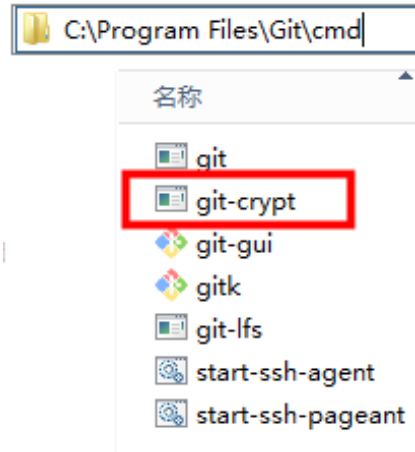 C:\Program Files\Git\cmd
名称
git
git-crypt
git-gui
gitk
git-lfs
start-ssh-agent
start-ssh-pageant